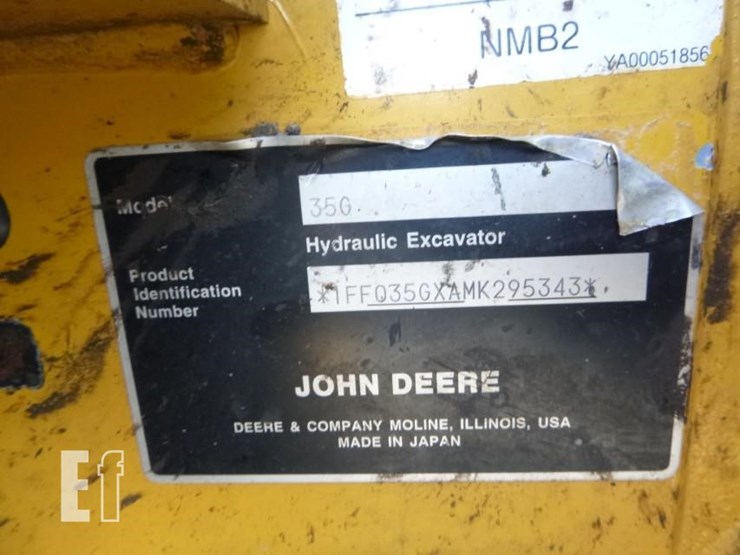 NMB2
YA00051856
Model
35G
Hydraulic Excavator
Product
Identification
Number
*1FFQ35GXAMK295343*
JOHN DEERE
DEERE & COMPANY MOLINE, ILLINOIS, USA
MADE IN JAPAN
Ef